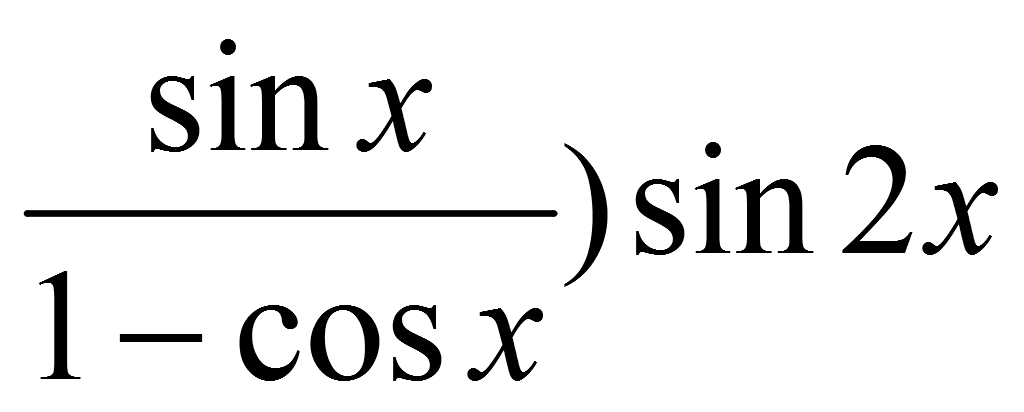 sin x
1 − cos x ) sin 2x